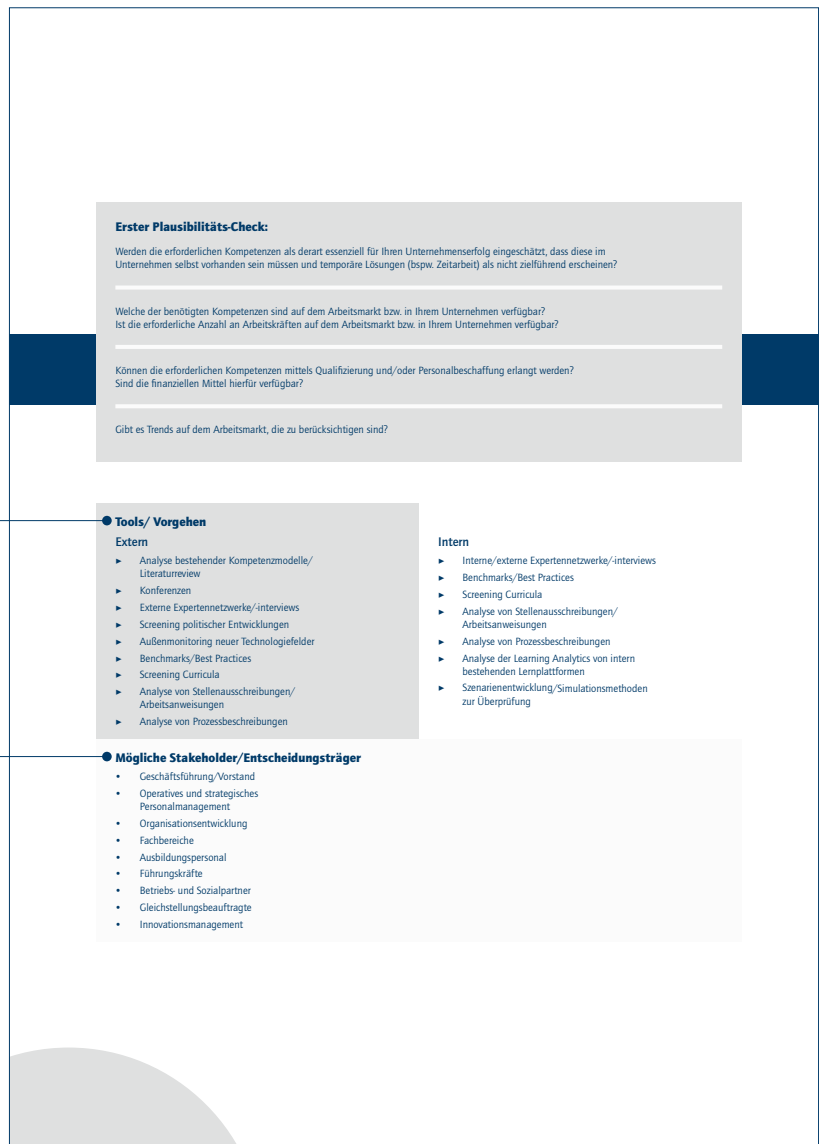 Erster Plausibilitäts-Check:
Werden die erforderlichen Kompetenzen als derart essenziell für Ihren Unternehmenserfolg eingeschätzt, dass diese im
Unternehmen selbst vorhanden sein müssen und temporäre Lösungen (bspw. Zeitarbeit) als nicht zielführend erscheinen?
Welche der benötigten Kompetenzen sind auf dem Arbeitsmarkt bzw. in Ihrem Unternehmen verfügbar?
Ist die erforderliche Anzahl an Arbeitskräften auf dem Arbeitsmarkt bzw. in Ihrem Unternehmen verfügbar?
Können die erforderlichen Kompetenzen mittels Qualifizierung und/oder Personalbeschaffung erlangt werden?
Sind die finanziellen Mittel hierfür verfügbar?
Gibt es Trends auf dem Arbeitsmarkt, die zu berücksichtigen sind?
Tools/ Vorgehen
Extern
► Analyse bestehender Kompetenzmodelle/
Literaturreview
► Konferenzen
► Externe Expertennetzwerke/-interviews
► Screening politischer Entwicklungen
► Außenmonitoring neuer Technologiefelder
► Benchmarks/Best Practices
► Screening Curricula
► Analyse von Stellenausschreibungen/
Arbeitsanweisungen
► Analyse von Prozessbeschreibungen
Intern
► Interne/externe Expertennetzwerke/-interviews
► Benchmarks/Best Practices
► Screening Curricula
► Analyse von Stellenausschreibungen/
Arbeitsanweisungen
► Analyse von Prozessbeschreibungen
► Analyse der Learning Analytics von intern
bestehenden Lernplattformen
► Szenarienentwicklung/Simulationsmethoden
zur Überprüfung
Mögliche Stakeholder/Entscheidungsträger
• Geschäftsführung/Vorstand
• Operatives und strategisches
Personalmanagement
• Organisationsentwicklung
• Fachbereiche
• Ausbildungspersonal
• Führungskräfte
• Betriebs- und Sozialpartner
• Gleichstellungsbeauftragte
• Innovationsmanagement